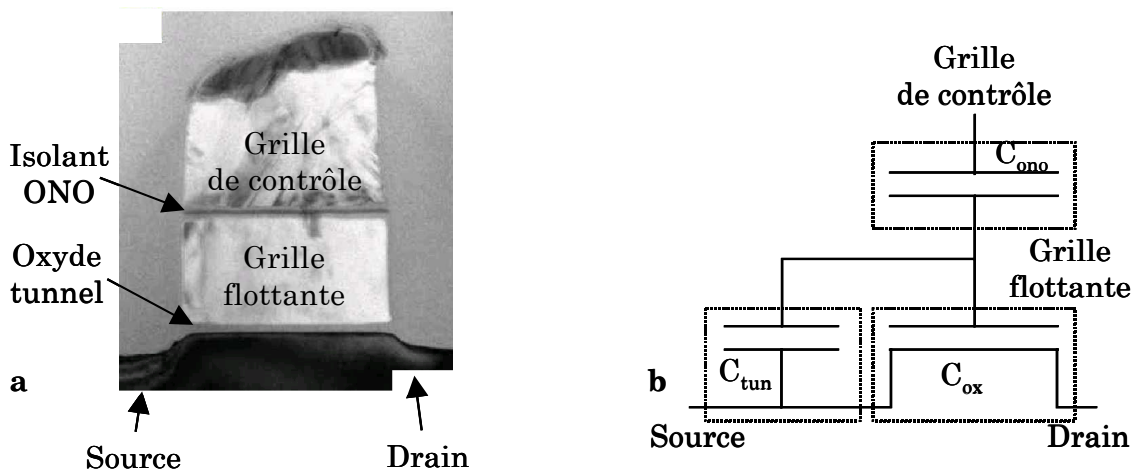 Isolant
ONO
Oxyde
tunnel
Grille
de contrôle
Grille
flottante
a
Source
Drain
Grille
de contrôle
C_ono
Grille
flottante
C_tun
C_ox
b
Source
Drain